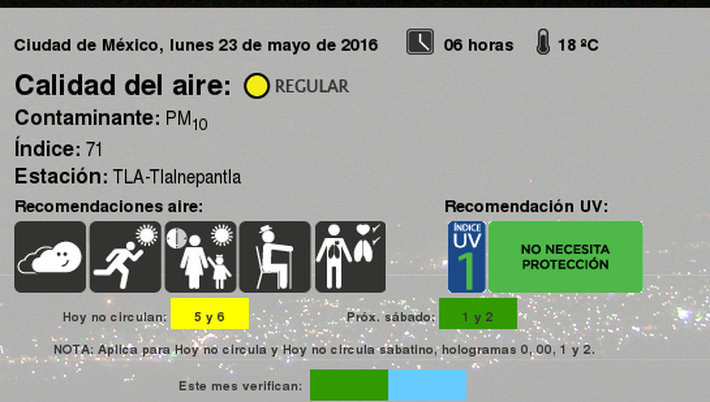 Ciudad de México, lunes 23 de mayo de 2016 06 horas 18 ºC
Calidad del aire: REGULAR
Contaminante: PM10
Índice: 71
Estación: TLA-Tlalnepantla
Recomendaciones aire: Recomendación UV:
ÍNDICE
UV
1
NO NECESITA
PROTECCIÓN
Hoy no circulan: 5 y 6 Próx. sábado: 1 y 2
NOTA: Aplica para Hoy no circula y Hoy no circula sabatino, hologramas 0, 00, 1 y 2.
Este mes verifican: